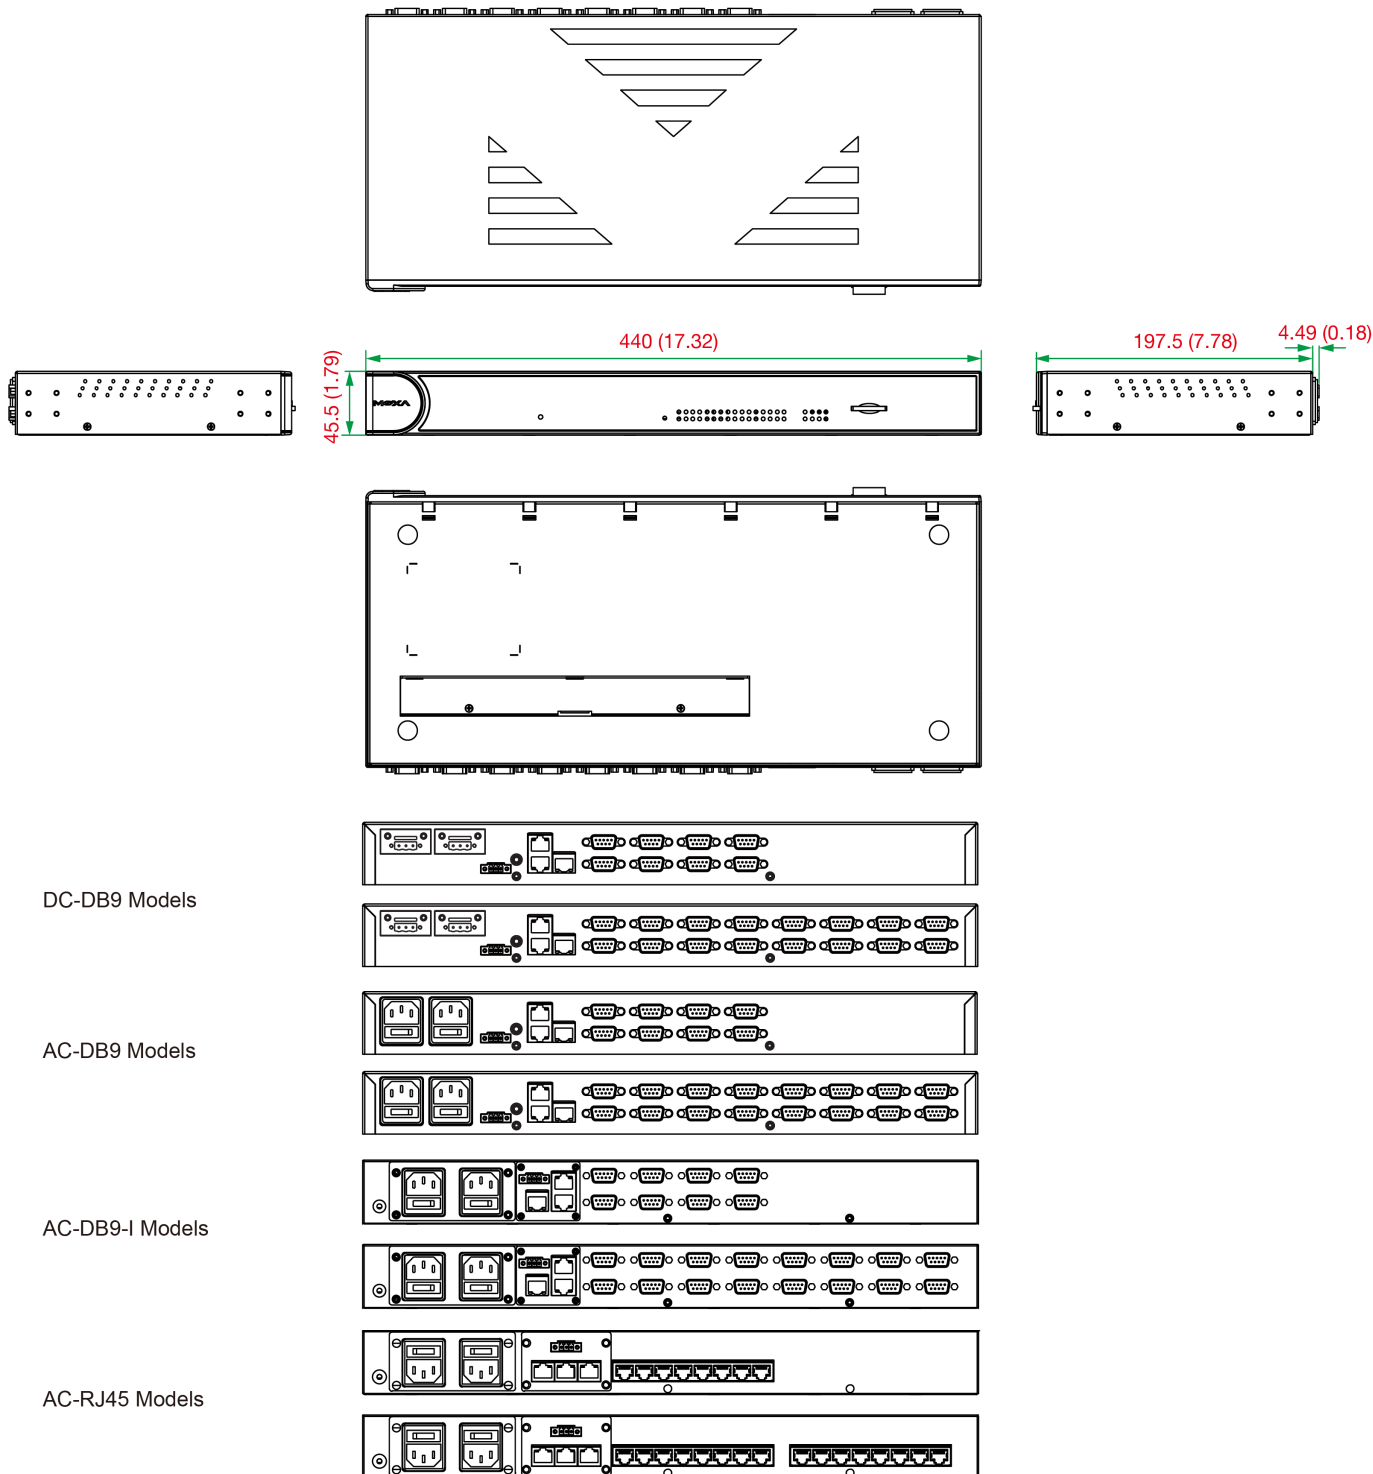 440 (17.32)
197.5 (7.78)
4.49 (0.18)
45.5 (1.79)
MOXA
DC-DB9 Models
AC-DB9 Models
AC-DB9-I Models
AC-RJ45 Models